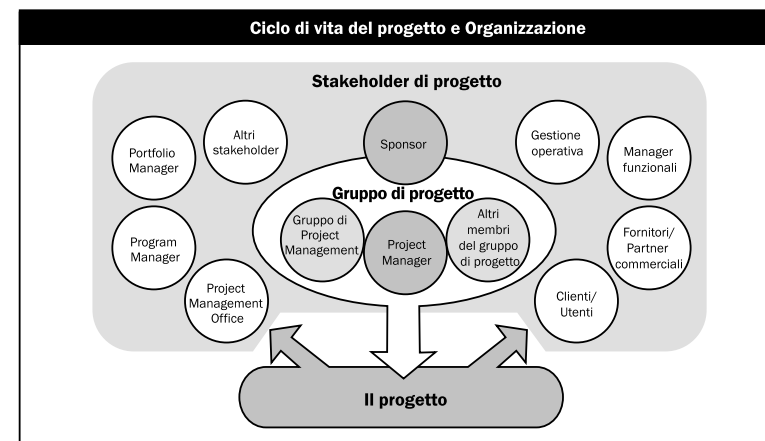 Ciclo di vita del progetto e Organizzazione
Stakeholder di progetto
Portfolio
Manager
Altri
stakeholder
Sponsor
Gestione
operativa
Manager
funzionali
Gruppo di progetto
Program
Manager
Gruppo di
Project
Management
Project
Manager
Altri
membri
del gruppo
di progetto
Fornitori/
Partner
commerciali
Project
Management
Office
Clienti/
Utenti
Il progetto